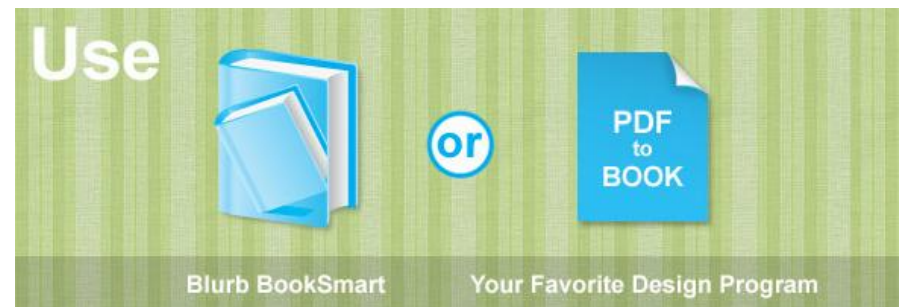 Use
or
PDF
to
BOOK
Blurb BookSmart
Your Favorite Design Program